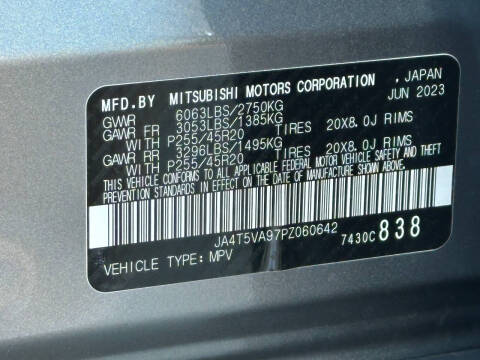 MFD.BY MITSUBISHI MOTORS CORPORATION . JAPAN
GVWR 6063LBS/2750KG JUN 2023
GAWR FR 3053LBS/1385KG
WITH P255/45R20 TIRES 20X8.0J RIMS
GAWR RR 3296LBS/1495KG
WITH P255/45R20 TIRES 20X8.0J RIMS
THIS VEHICLE CONFORMS TO ALL APPLICABLE FEDERAL MOTOR VEHICLE SAFETY AND THEFT
PREVENTION STANDARDS IN EFFECT ON THE DATE OF MANUFACTURE SHOWN ABOVE.
JA4T5VA97PZ060642 7430C 838
VEHICLE TYPE: MPV